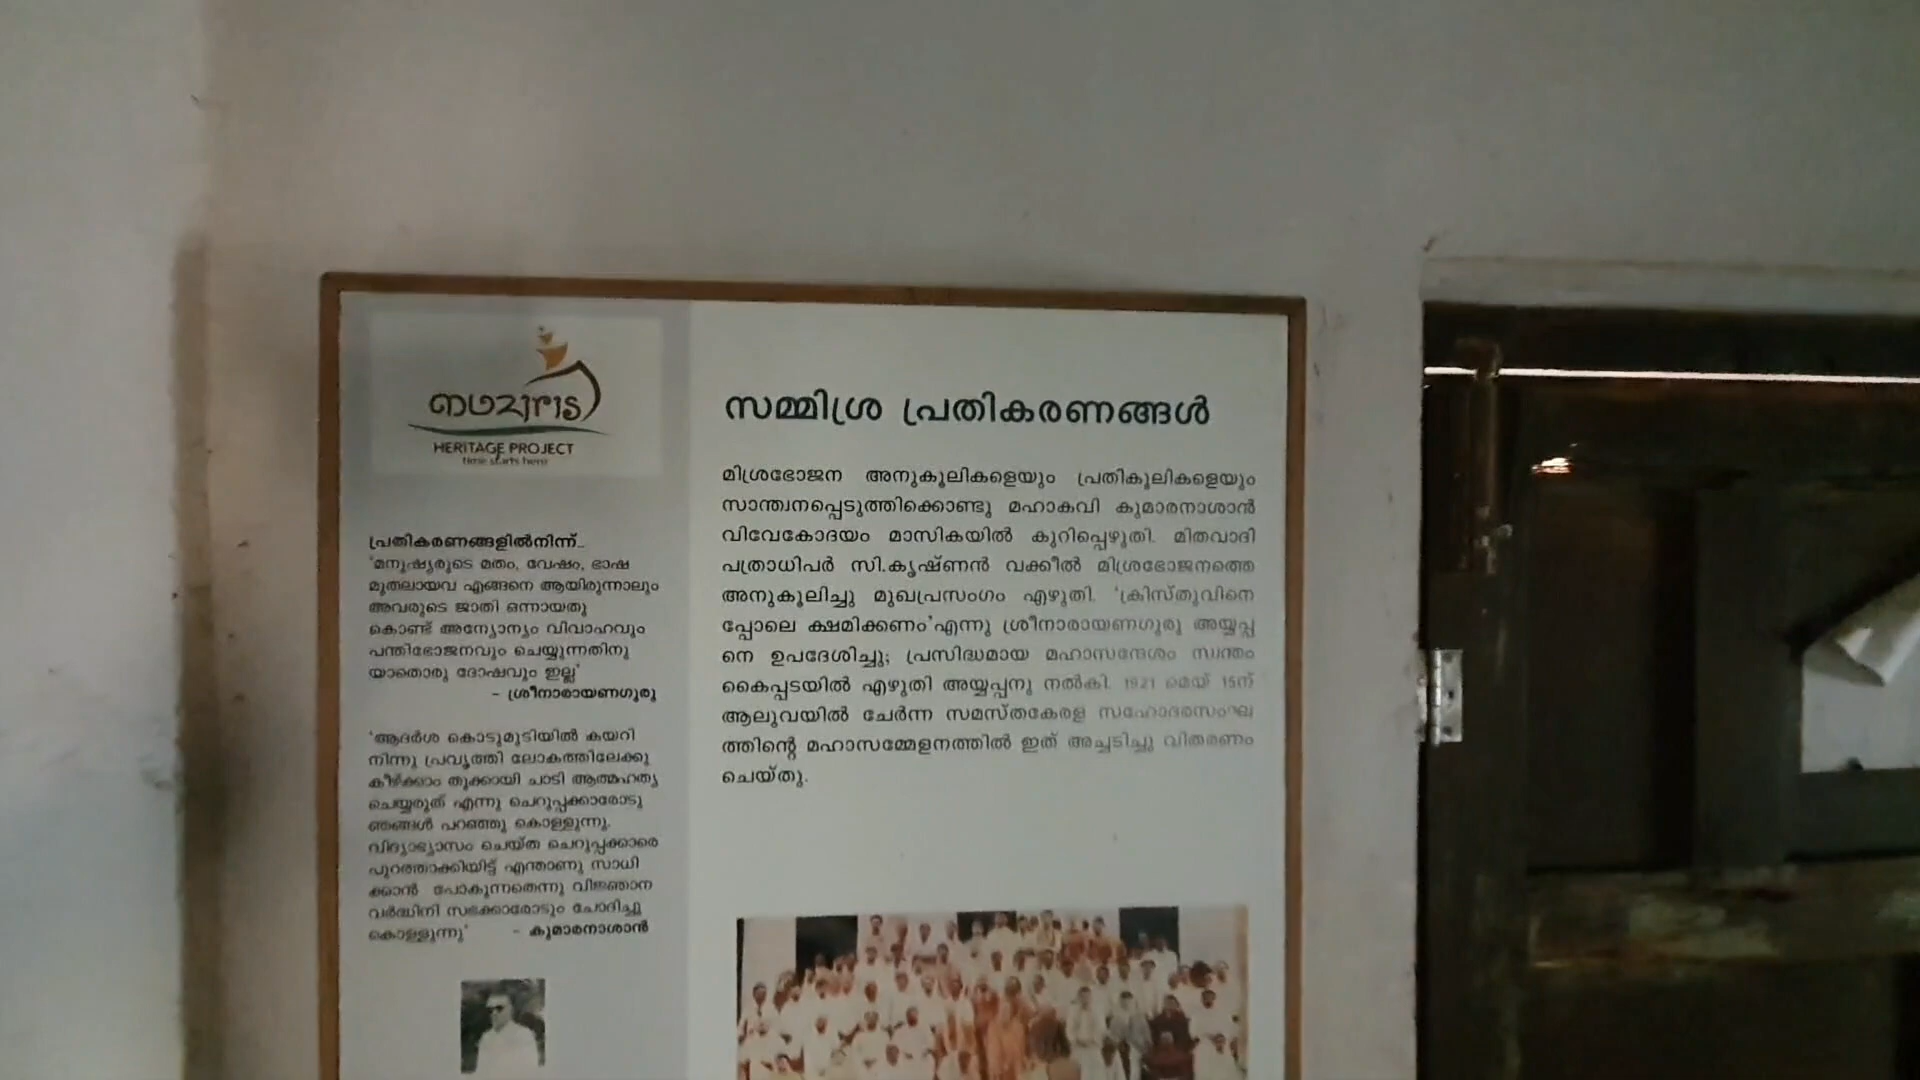 HERITAGE PROJECT
time starts here
പ്രതികരണങ്ങളിൽനിന്ന്..
'മനുഷ്യരുടെ മതം, വേഷം, ഭാഷ
മുതലായവ എങ്ങനെ ആയിരുന്നാലും
അവരുടെ ജാതി ഒന്നായതു
കൊണ്ട് അന്യോന്യം വിവാഹവും
പന്തിഭോജനവും ചെയ്യുന്നതിനു
യാതൊരു ദോഷവും ഇല്ല'
- ശ്രീനാരായണഗുരു
'ആദർശ കൊടുമുടിയിൽ കയറി
നിന്നു പ്രവൃത്തി ലോകത്തിലേക്കു
കീഴ്ക്കാം തൂക്കായി ചാടി ആത്മഹത്യ
ചെയ്യരുത് എന്നു ചെറുപ്പക്കാരോടു
ഞങ്ങൾ പറഞ്ഞു കൊള്ളുന്നു.
വിദ്യാഭ്യാസം ചെയ്ത ചെറുപ്പക്കാരെ
പുറത്താക്കിയിട്ട് എന്താണു സാധി
ക്കാൻ പോകുന്നതെന്നു വിജ്ഞാന
വർദ്ധിനി സഭക്കാരോടും ചോദിച്ചു
കൊള്ളുന്നു' - കുമാരനാശാൻ
സമ്മിശ്ര പ്രതികരണങ്ങൾ
മിശ്രഭോജന അനുകൂലികളെയും പ്രതികൂലികളെയും
സാന്ത്വനപ്പെടുത്തിക്കൊണ്ടു മഹാകവി കുമാരനാശാൻ
വിവേകോദയം മാസികയിൽ കുറിപ്പെഴുതി. മിതവാദി
പത്രാധിപർ സി.കൃഷ്ണൻ വക്കീൽ മിശ്രഭോജനത്തെ
അനുകൂലിച്ചു മുഖപ്രസംഗം എഴുതി. 'ക്രിസ്തുവിനെ
പ്പോലെ ക്ഷമിക്കണം'എന്നു ശ്രീനാരായണഗുരു അയ്യപ്പ
നെ ഉപദേശിച്ചു; പ്രസിദ്ധമായ മഹാസന്ദേശം സ്വന്തം
കൈപ്പടയിൽ എഴുതി അയ്യപ്പനു നൽകി. 1921 മെയ് 15ന്
ആലുവയിൽ ചേർന്ന സമസ്തകേരള സഹോദരസംഘ
ത്തിന്റെ മഹാസമ്മേളനത്തിൽ ഇത് അച്ചടിച്ചു വിതരണം
ചെയ്തു.